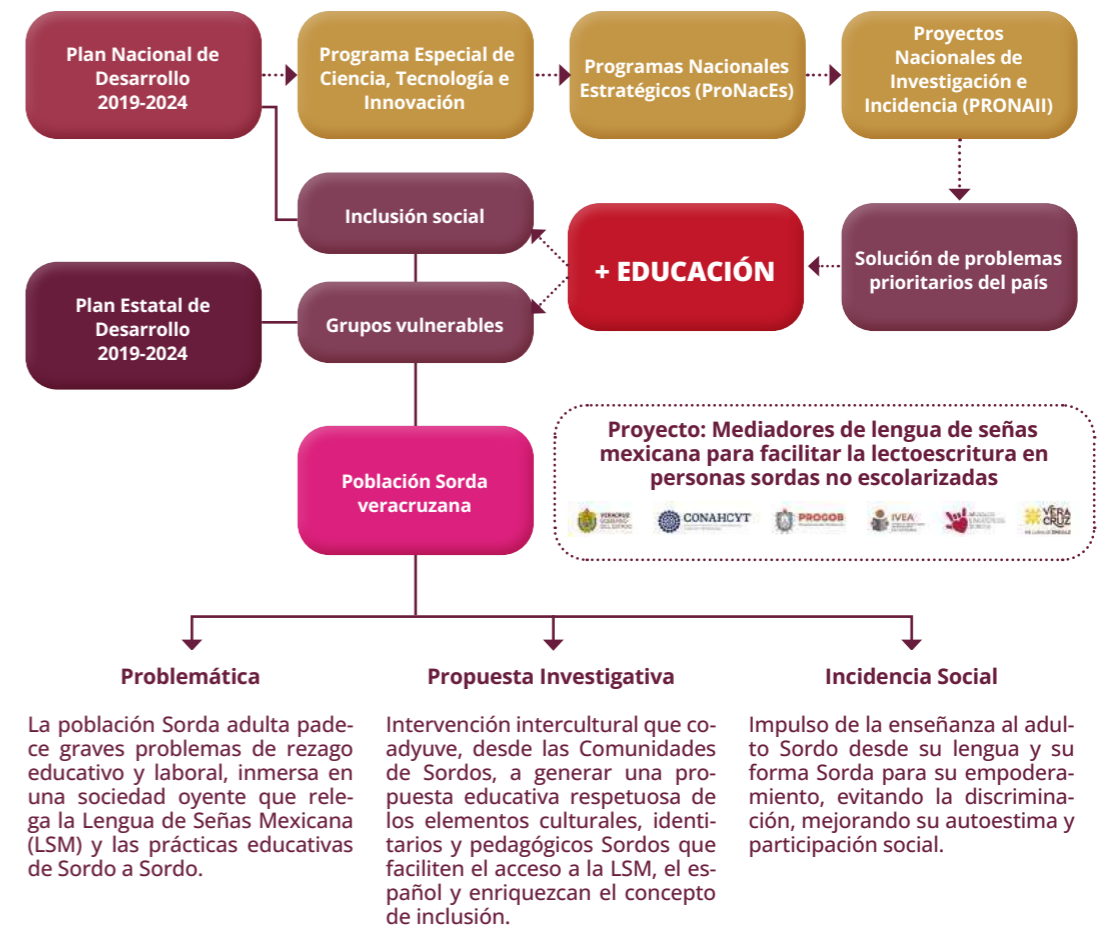 Plan Nacional de
Desarrollo
2019-2024
Programa Especial de
Ciencia, Tecnología e
Innovación
Programas Nacionales
Estratégicos (ProNacEs)
Proyectos
Nacionales de
Investigación e
Incidencia (PRONAII)
Inclusión social
+ EDUCACIÓN
Solución de problemas
prioritarios del país
Plan Estatal de
Desarrollo
2019-2024
Grupos vulnerables
Población Sorda
veracruzana
Proyecto: Mediadores de lengua de señas
mexicana para facilitar la lectoescritura en
personas sordas no escolarizadas
VERACRUZ
GOBIERNO
DEL ESTADO
CONAHCYT
PROGOB
IVEA
VERA
CRUZ
Problemática
La población Sorda adulta pade-
ce graves problemas de rezago
educativo y laboral, inmersa en
una sociedad oyente que rele-
ga la Lengua de Señas Mexicana
(LSM) y las prácticas educativas
de Sordo a Sordo.
Propuesta Investigativa
Intervención intercultural que co-
adyuve, desde las Comunidades
de Sordos, a generar una pro-
puesta educativa respetuosa de
los elementos culturales, identi-
tarios y pedagógicos Sordos que
faciliten el acceso a la LSM, el es-
pañol y enriquezcan el concepto
de inclusión.
Incidencia Social
Impulso de la enseñanza al adul-
to Sordo desde su lengua y su
forma Sorda para su empodera-
miento, evitando la discrimina-
ción, mejorando su autoestima y
participación social.